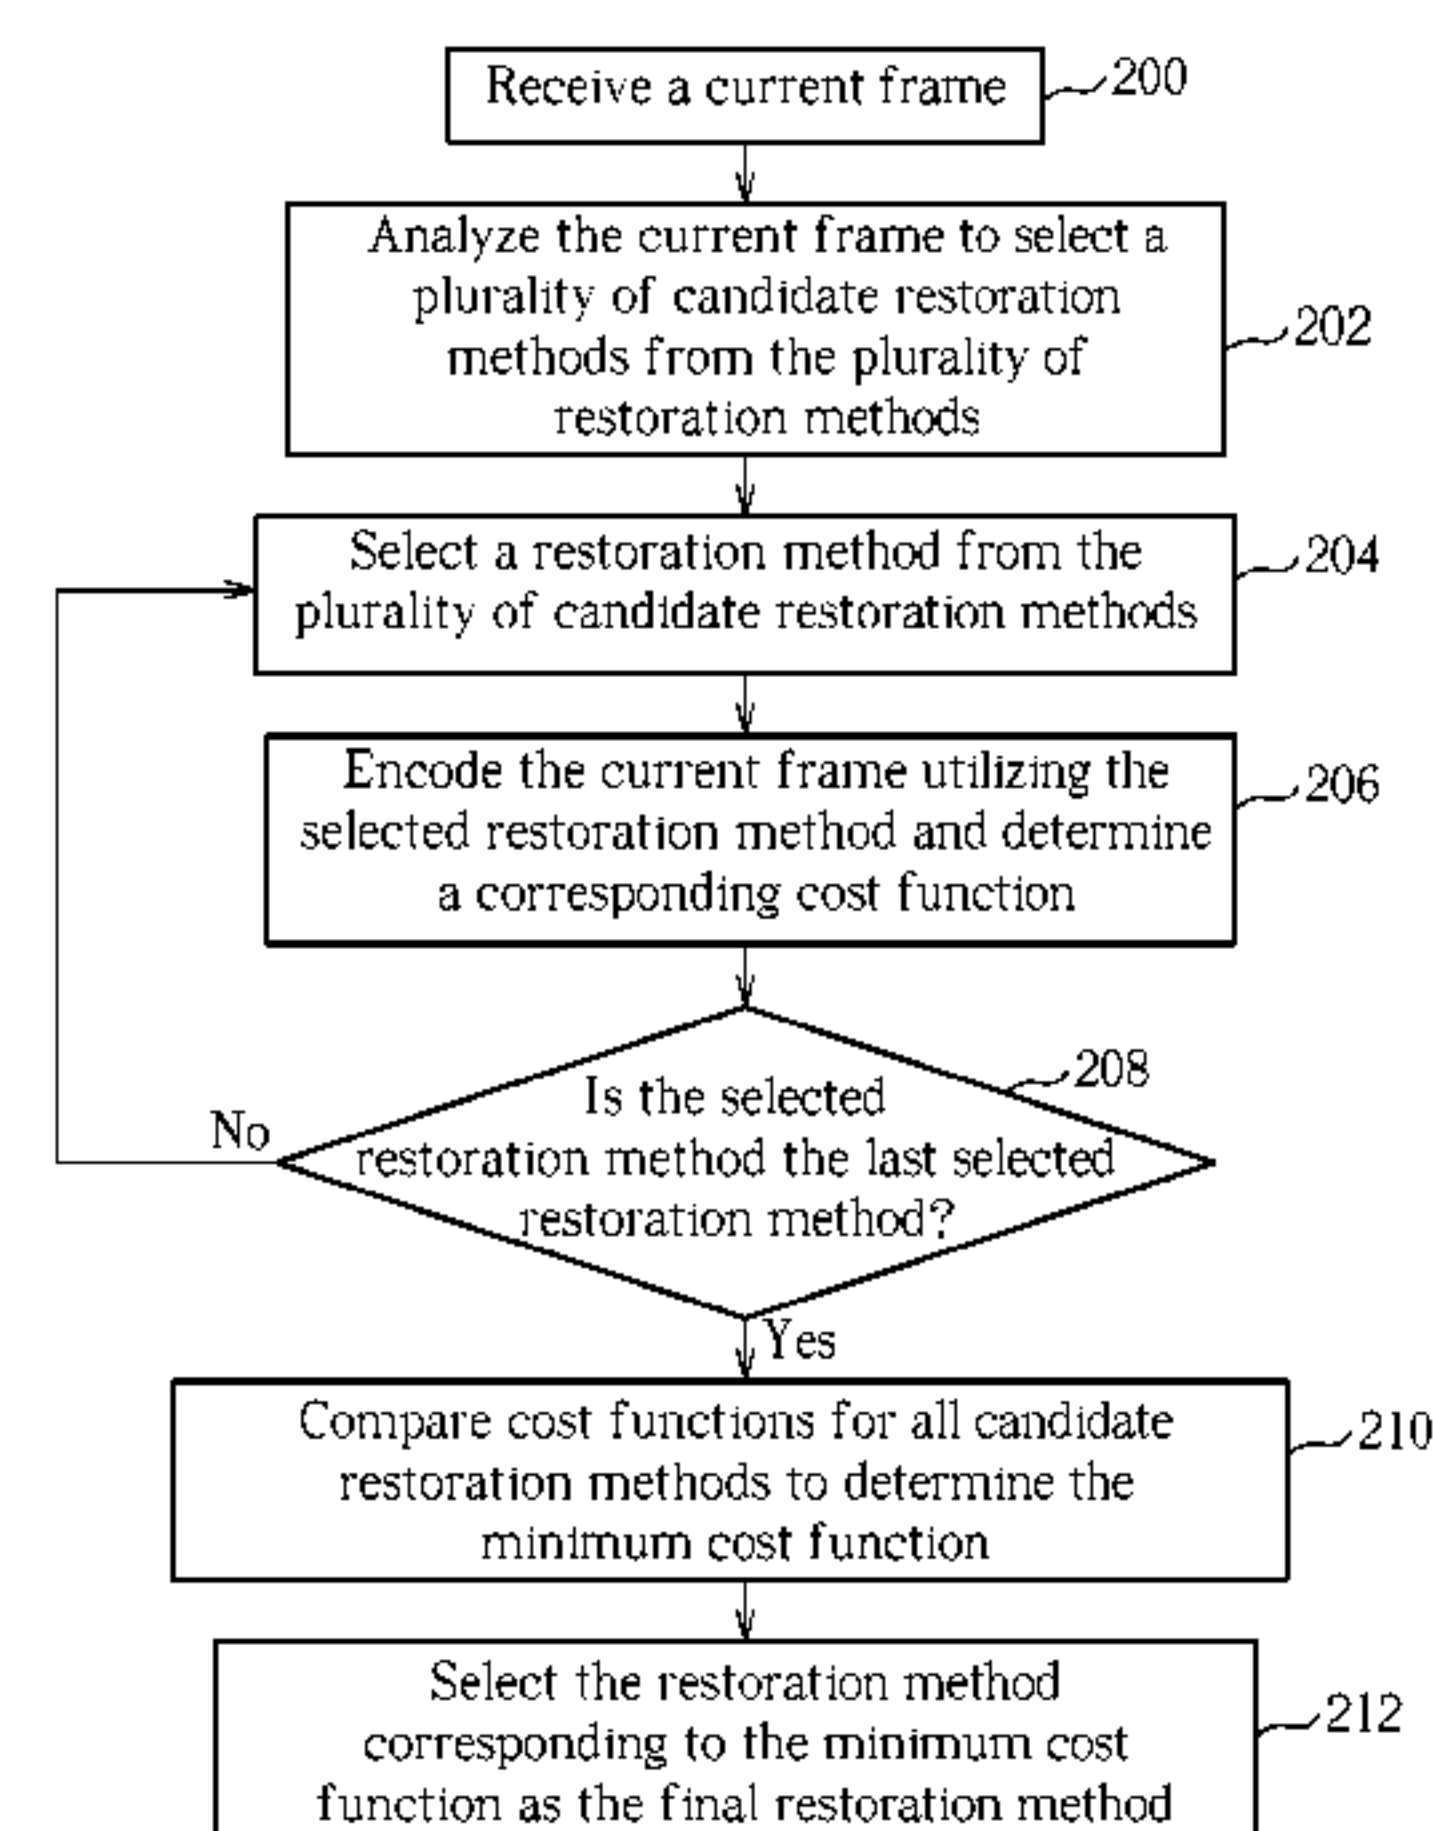 Receive a current frame
200
Analyze the current frame to select a
plurality of candidate restoration
methods from the plurality of
restoration methods
202
Select a restoration method from the
plurality of candidate restoration methods
204
Encode the current frame utilizing the
selected restoration method and determine
a corresponding cost function
206
Is the selected
restoration method the last selected
restoration method?
208
No
Yes
Compare cost functions for all candidate
restoration methods to determine the
minimum cost function
210
Select the restoration method
corresponding to the minimum cost
function as the final restoration method
212